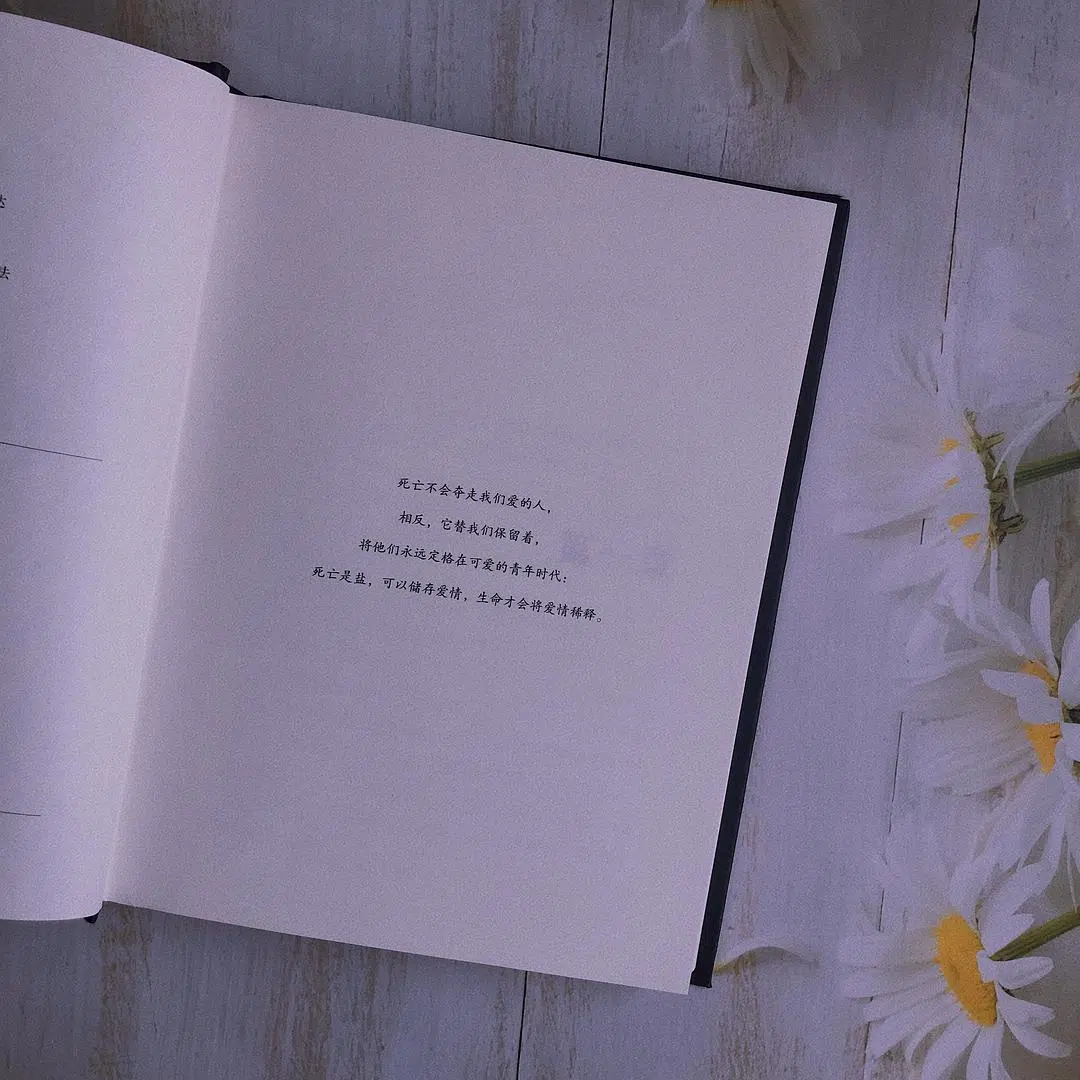 达
法
死亡不会夺走我们爱的人，
相反，它替我们保留着，
将他们永远定格在可爱的青年时代：
死亡是盐，可以储存爱情，生命才会将爱情稀释。